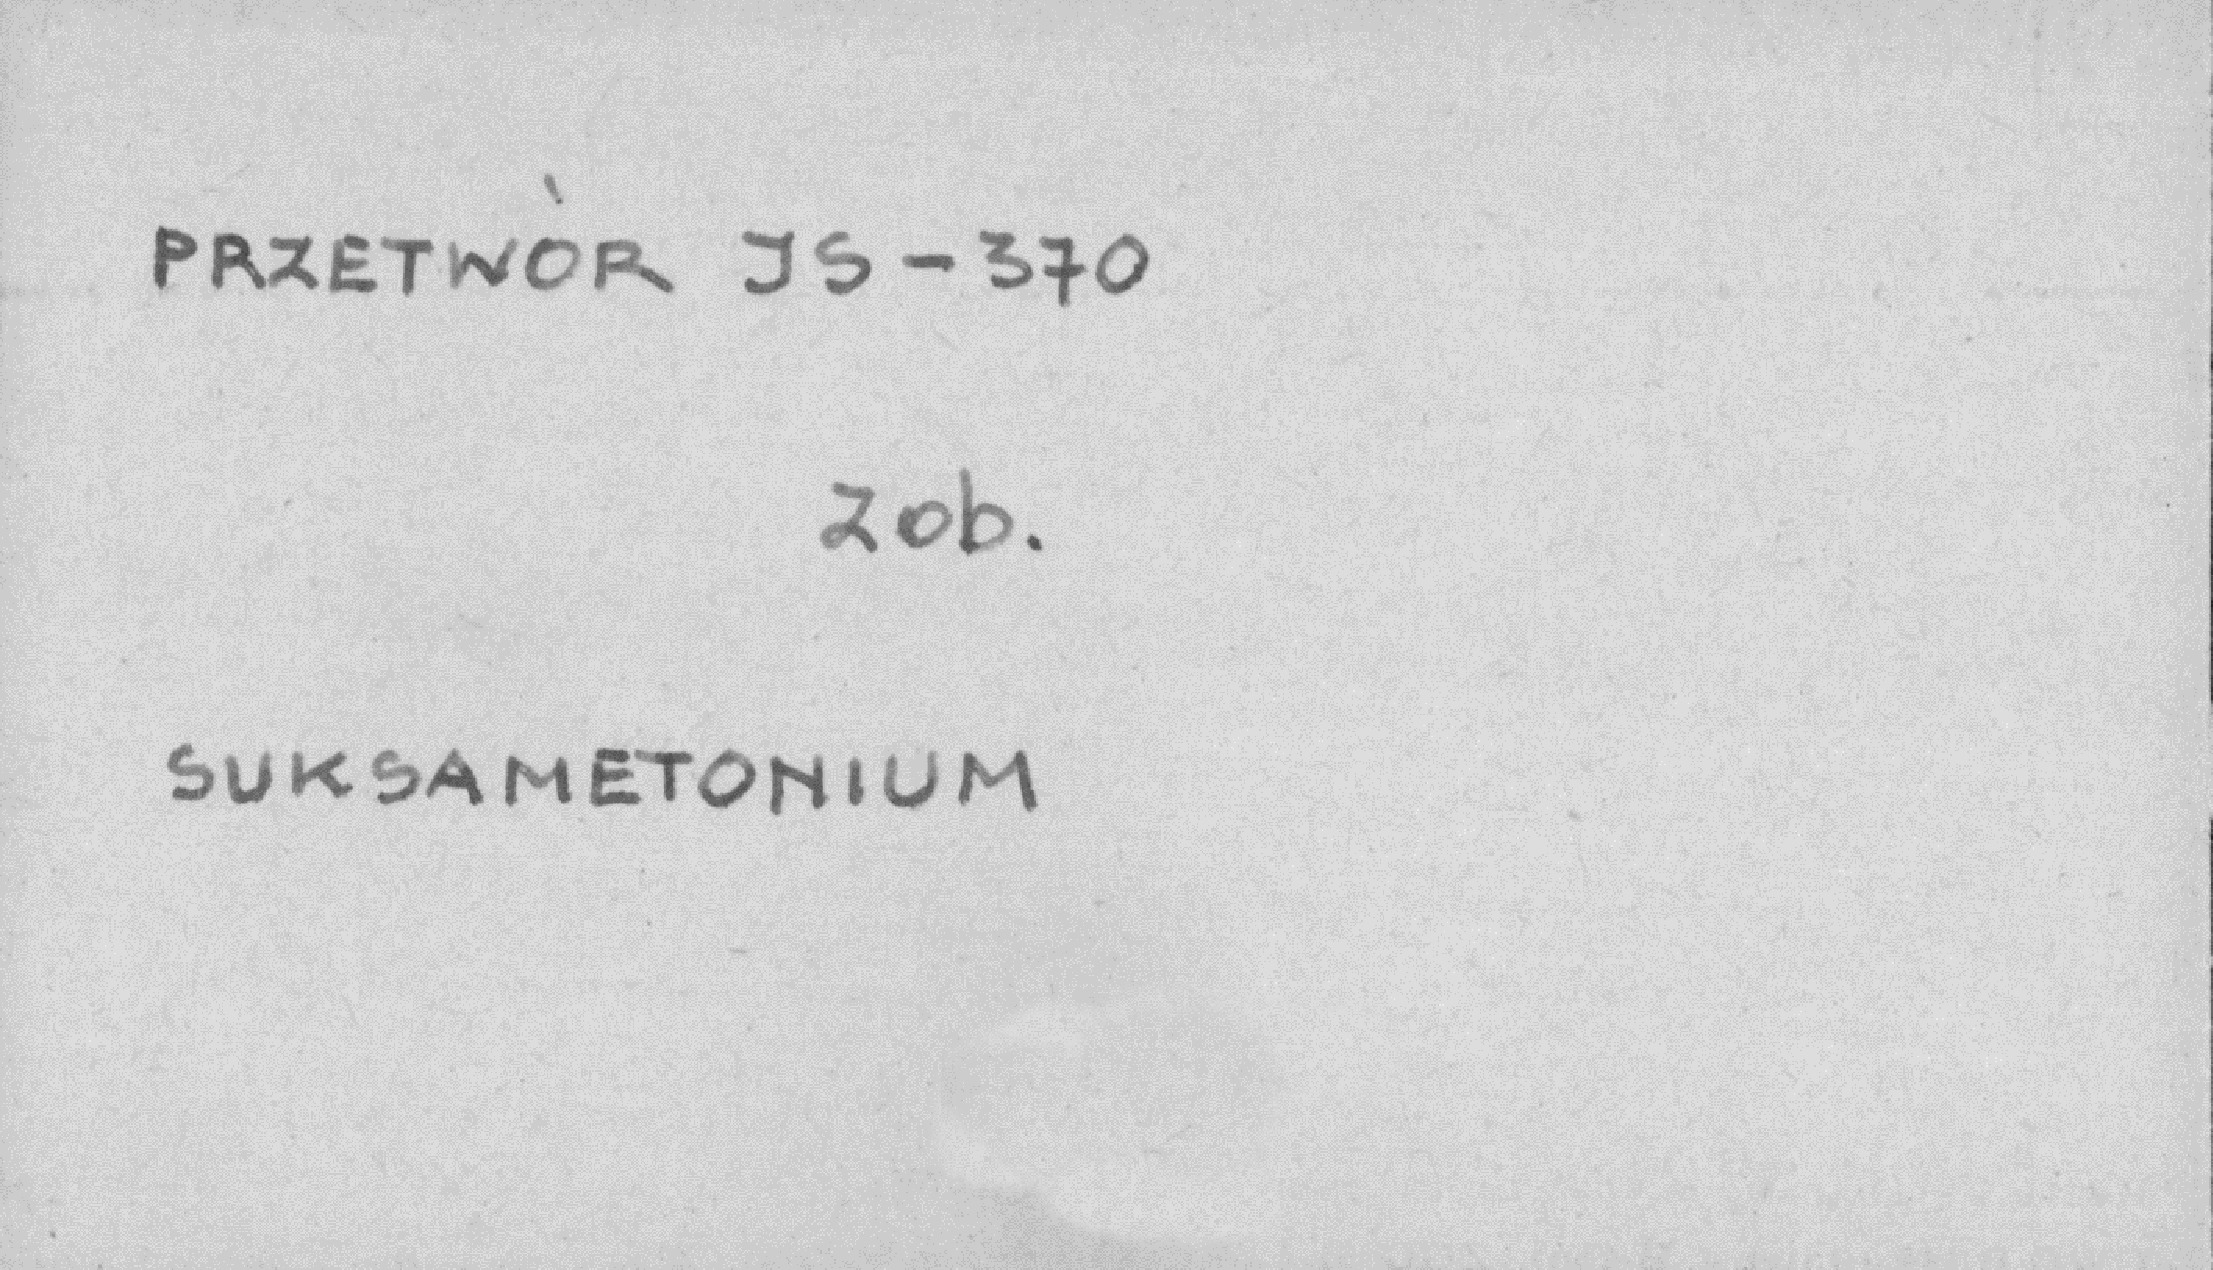 PRZETWÓR JS-370
Zob.
SUKSAMETONIUM